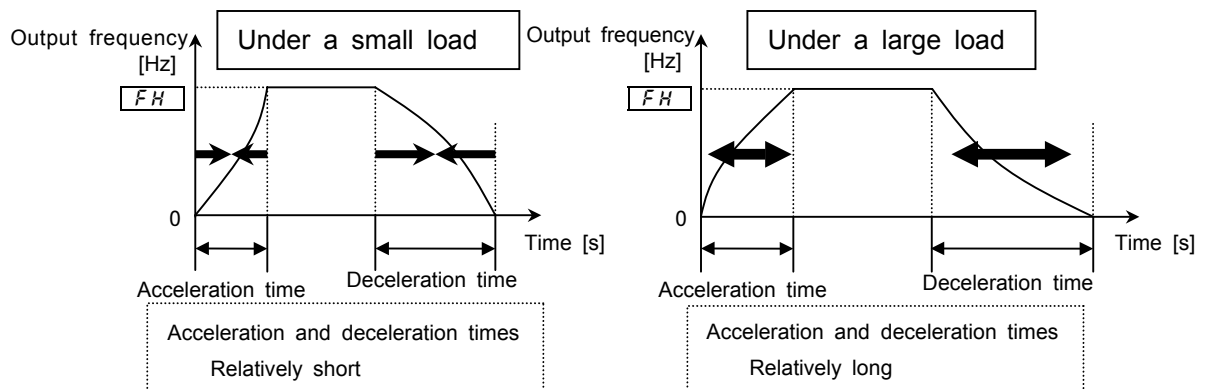 Output frequency
[Hz]
Under a small load
FH
0
Time [s]
Acceleration time
Deceleration time
Acceleration and deceleration times
Relatively short
Output frequency
[Hz]
Under a large load
FH
0
Time [s]
Acceleration time
Deceleration time
Acceleration and deceleration times
Relatively long